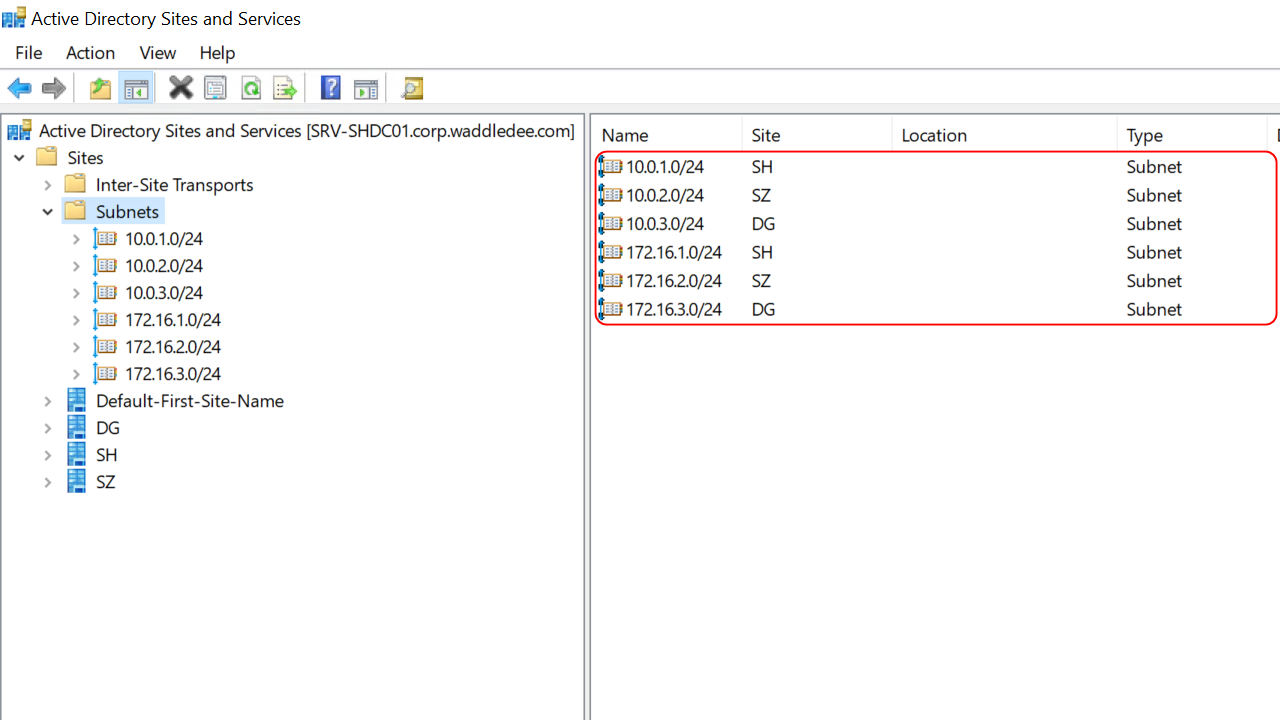 Active Directory Sites and Services
File Action View Help
Active Directory Sites and Services [SRV-SHDC01.corp.waddledee.com]
Sites
Inter-Site Transports
Subnets
10.0.1.0/24
10.0.2.0/24
10.0.3.0/24
172.16.1.0/24
172.16.2.0/24
172.16.3.0/24
Default-First-Site-Name
DG
SH
SZ
Name Site Location Type
10.0.1.0/24 SH Subnet
10.0.2.0/24 SZ Subnet
10.0.3.0/24 DG Subnet
172.16.1.0/24 SH Subnet
172.16.2.0/24 SZ Subnet
172.16.3.0/24 DG Subnet